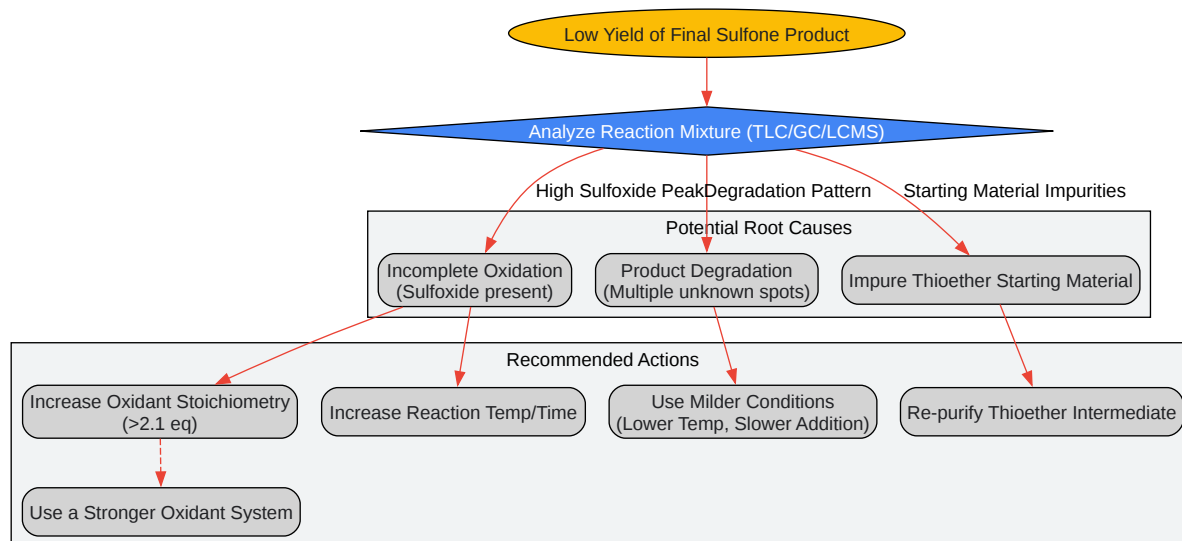 Low Yield of Final Sulfone Product
Analyze Reaction Mixture (TLC/GC/LCMS)
High Sulfoxide Peak
Degradation Pattern
Starting Material Impurities
Potential Root Causes
Incomplete Oxidation
(Sulfoxide present)
Product Degradation
(Multiple unknown spots)
Impure Thioether Starting Material
Recommended Actions
Increase Oxidant Stoichiometry
(>2.1 eq)
Increase Reaction Temp/Time
Use Milder Conditions
(Lower Temp, Slower Addition)
Re-purify Thioether Intermediate
Use a Stronger Oxidant System